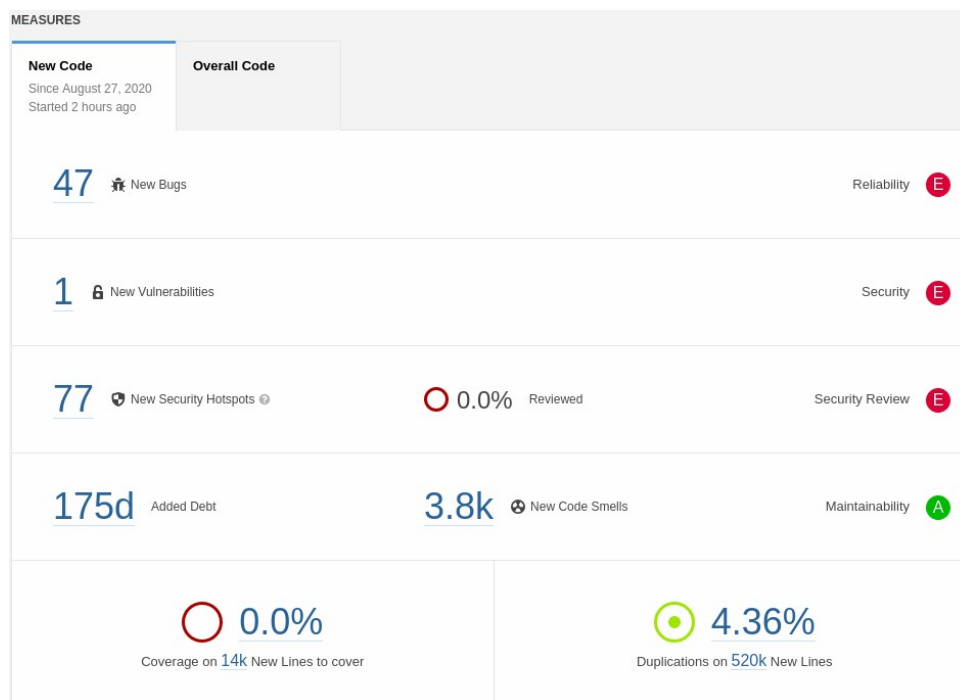 MEASURES
New Code
Overall Code
Since August 27, 2020
Started 2 hours ago
47 New Bugs
Reliability E
1 New Vulnerabilities
Security E
77 New Security Hotspots ?
0.0% Reviewed
Security Review E
175d Added Debt
3.8k New Code Smells
Maintainability A
0.0%
Coverage on 14k New Lines to cover
4.36%
Duplications on 520k New Lines